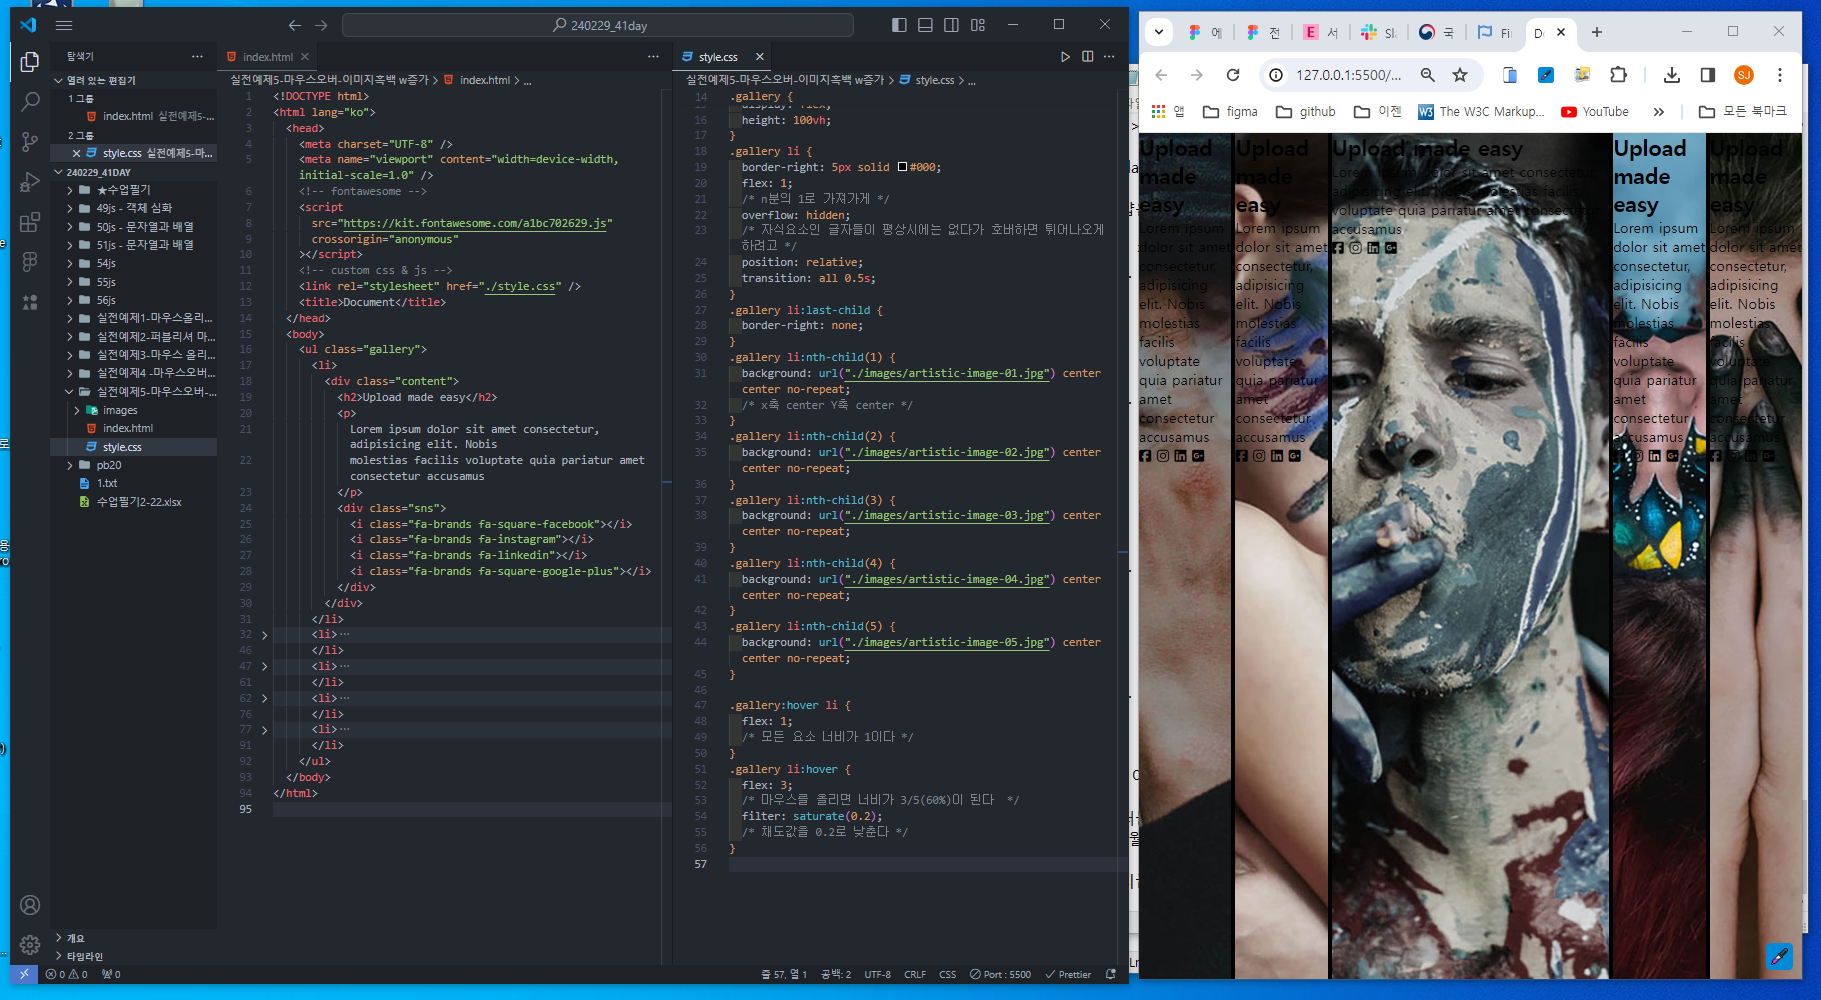 240229_41day
탐색기
열려 있는 편집기
1 그룹
index.html 실전예제5-...
2 그룹
style.css 실전예제5-마...
240229_41DAY
★수업필기
49js - 객체 심화
50js - 문자열과 배열
51js - 문자열과 배열
54js
55js
56js
실전예제1-마우스올리...
실전예제2-퍼블리셔 마...
실전예제3-마우스 올리...
실전예제4 -마우스오버...
실전예제5-마우스오버-...
images
index.html
style.css
pb20
1.txt
수업필기2-22.xlsx
개요
타임라인
index.html
실전예제5-마우스오버-이미지흑백 w증가 > index.html > ...
1 <!DOCTYPE html>
2 <html lang="ko">
3 <head>
4 <meta charset="UTF-8" />
5 <meta name="viewport" content="width=device-width,
initial-scale=1.0" />
6 <!-- fontawesome -->
7 <script
8 src="https://kit.fontawesome.com/a1bc702629.js"
9 crossorigin="anonymous"
10 ></script>
11 <!-- custom css & js -->
12 <link rel="stylesheet" href="./style.css" />
13 <title>Document</title>
14 </head>
15 <body>
16 <ul class="gallery">
17 <li>
18 <div class="content">
19 <h2>Upload made easy</h2>
20 <p>
21 Lorem ipsum dolor sit amet consectetur,
adipisicing elit. Nobis
22 molestias facilis voluptate quia pariatur amet
consectetur accusamus
23 </p>
24 <div class="sns">
25 <i class="fa-brands fa-square-facebook"></i>
26 <i class="fa-brands fa-instagram"></i>
27 <i class="fa-brands fa-linkedin"></i>
28 <i class="fa-brands fa-square-google-plus"></i>
29 </div>
30 </div>
31 </li>
32 <li>...
46 </li>
47 <li>...
61 </li>
62 <li>...
76 </li>
77 <li>...
91 </li>
92 </ul>
93 </body>
94 </html>
95
style.css
실전예제5-마우스오버-이미지흑백 w증가 > style.css > ...
14 .gallery {
16 height: 100vh;
17 }
18 .gallery li {
19 border-right: 5px solid #000;
20 flex: 1;
21 /* n분의 1로 가져가게 */
22 overflow: hidden;
23 /* 자식요소인 글자들이 평상시에는 없다가 호버하면 튀어나오게
하려고 */
24 position: relative;
25 transition: all 0.5s;
26 }
27 .gallery li:last-child {
28 border-right: none;
29 }
30 .gallery li:nth-child(1) {
31 background: url("./images/artistic-image-01.jpg") center
center no-repeat;
32 /* x축 center Y축 center */
33 }
34 .gallery li:nth-child(2) {
35 background: url("./images/artistic-image-02.jpg") center
center no-repeat;
36 }
37 .gallery li:nth-child(3) {
38 background: url("./images/artistic-image-03.jpg") center
center no-repeat;
39 }
40 .gallery li:nth-child(4) {
41 background: url("./images/artistic-image-04.jpg") center
center no-repeat;
42 }
43 .gallery li:nth-child(5) {
44 background: url("./images/artistic-image-05.jpg") center
center no-repeat;
45 }
46
47 .gallery:hover li {
48 flex: 1;
49 /* 모든 요소 너비가 1이다 */
50 }
51 .gallery li:hover {
52 flex: 3;
53 /* 마우스를 올리면 너비가 3/5(60%)이 된다 */
54 filter: saturate(0.2);
55 /* 채도값을 0.2로 낮춘다 */
56 }
57
0 0 0
줄 57, 열 1 공백: 2 UTF-8 CRLF CSS Port : 5500 Prettier
에 전 E 서 Sl 국 Fi D
127.0.0.1:5500/...
SJ
앱 figma github 이젠 W3 The W3C Markup... YouTube » 모든 북마크
Upload
made
easy
Lorem ipsum
dolor sit amet
consectetur,
adipisicing
elit. Nobis
molestias
facilis
voluptate
quia pariatur
amet
consectetur
accusamus
Upload
made
easy
Lorem ipsum
dolor sit amet
consectetur,
adipisicing
elit. Nobis
molestias
facilis
voluptate
quia pariatur
amet
consectetur
accusamus
Upload made easy
Lorem ipsum dolor sit amet consectetur,
adipisicing elit. Nobis molestias facilis
voluptate quia pariatur amet consectetur
accusamus
Upload
made
easy
Lorem ipsum
dolor sit amet
consectetur,
adipisicing
elit. Nobis
molestias
facilis
voluptate
quia pariatur
amet
consectetur
accusamus
Upload
made
easy
Lorem ipsum
dolor sit amet
consectetur,
adipisicing
elit. Nobis
molestias
facilis
voluptate
quia pariatur
amet
consectetur
accusamus